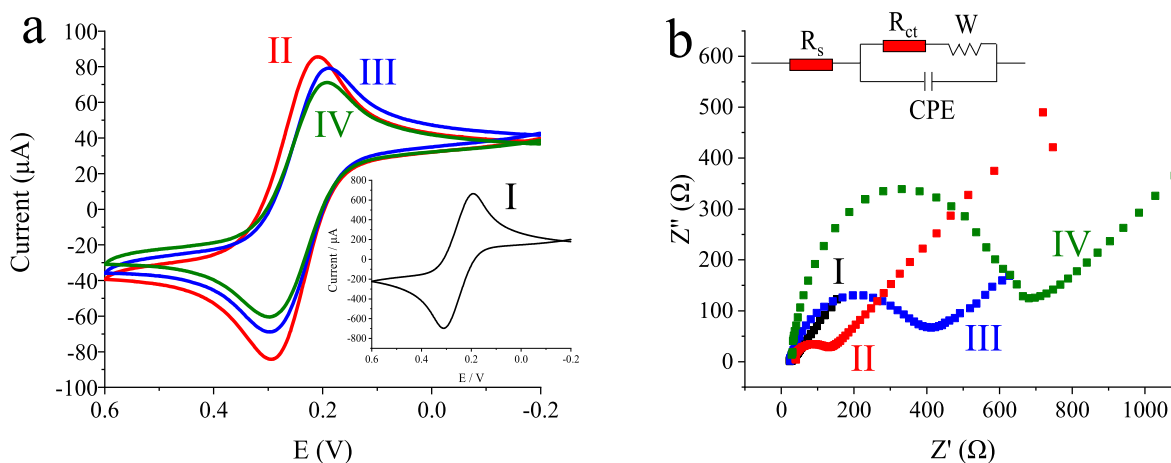 a
100
80
60
40
20
0
-20
-40
-60
-80
-100
Current (μA)
0.6
0.4
0.2
0.0
-0.2
E (V)
II
III
IV
I
800
600
400
200
0
-200
-400
-600
-800
Current / μA
0.6
0.4
0.2
0.0
-0.2
E / V
b
600
500
400
300
200
100
0
Z'' (Ω)
0
200
400
600
800
1000
Z' (Ω)
Rs
Rct
W
CPE
I
II
III
IV